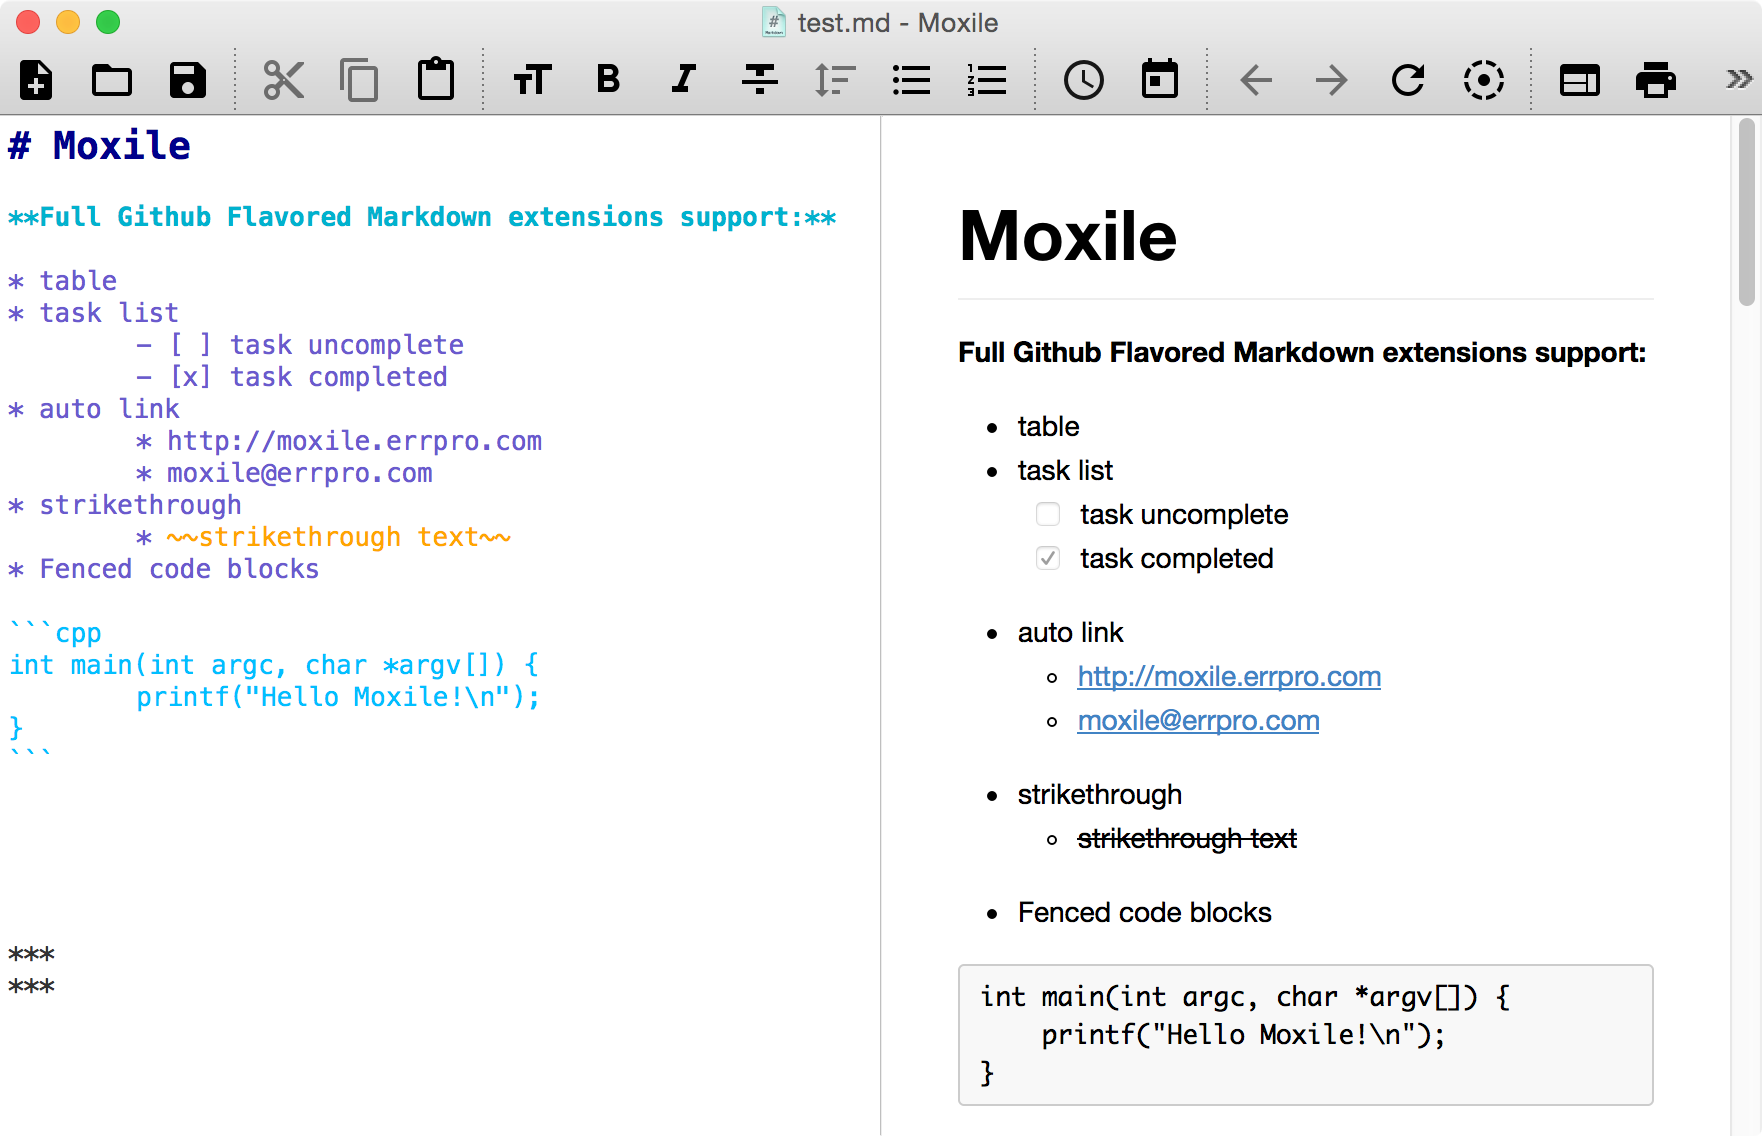 test.md - Moxile
# Moxile
**Full Github Flavored Markdown extensions support:**
* table
* task list
- [ ] task uncomplete
- [x] task completed
* auto link
* http://moxile.errpro.com
* moxile@errpro.com
* strikethrough
* ~~strikethrough text~~
* Fenced code blocks
```cpp
int main(int argc, char *argv[]) {
printf("Hello Moxile!\n");
}
```
***
***
Moxile
Full Github Flavored Markdown extensions support:
• table
• task list
task uncomplete
task completed
• auto link
http://moxile.errpro.com
moxile@errpro.com
• strikethrough
strikethrough text
• Fenced code blocks
int main(int argc, char *argv[]) {
printf("Hello Moxile!\n");
}